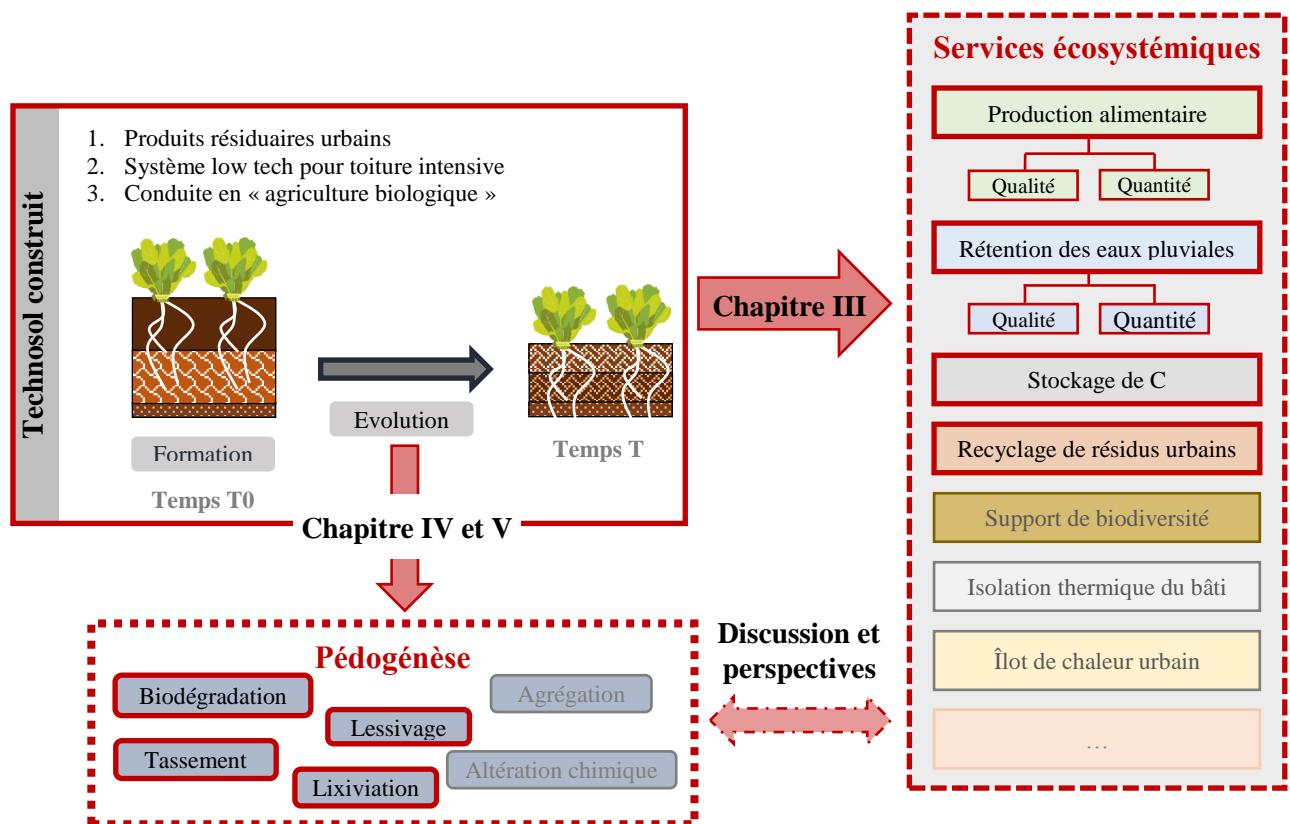 Technosol construit
1. Produits résiduaires urbains
2. Système low tech pour toiture intensive
3. Conduite en « agriculture biologique »
Formation
Temps T0
Evolution
Temps T
Chapitre III
Chapitre IV et V
Services écosystémiques
Production alimentaire
Qualité
Quantité
Rétention des eaux pluviales
Qualité
Quantité
Stockage de C
Recyclage de résidus urbains
Support de biodiversité
Isolation thermique du bâti
Îlot de chaleur urbain
…
Pédogénèse
Biodégradation
Agrégation
Lessivage
Tassement
Altération chimique
Lixiviation
Discussion et
perspectives